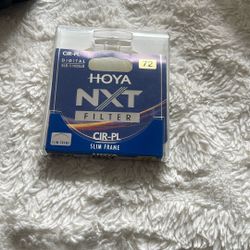 CIR-PL
DIGITAL
72
HOYA
NXT
FILTER
CIR-PL
SLIM FRAME